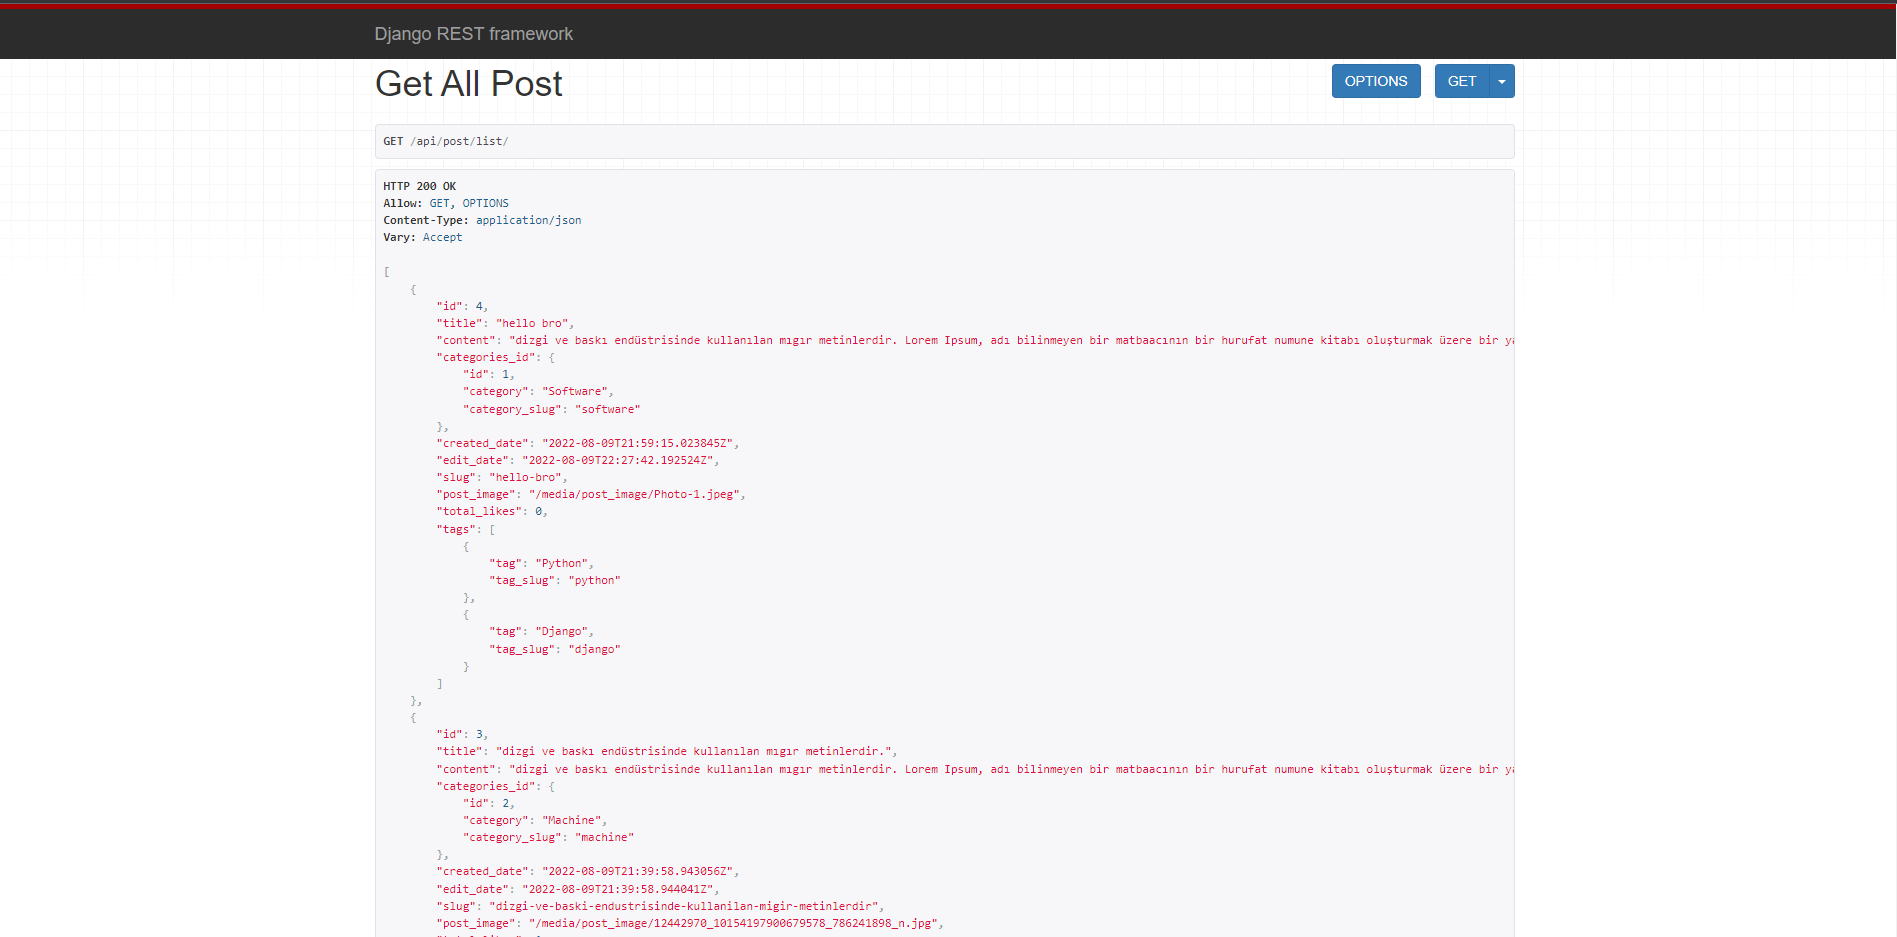 Django REST framework
Get All Post
OPTIONS
GET
GET /api/post/list/
HTTP 200 OK
Allow: GET, OPTIONS
Content-Type: application/json
Vary: Accept
[
{
"id": 4,
"title": "hello bro",
"content": "dizgi ve baskı endüstrisinde kullanılan mıgır metinlerdir. Lorem Ipsum, adı bilinmeyen bir matbaacının bir hurufat numune kitabı oluşturmak üzere bir
"categories_id": {
"id": 1,
"category": "Software",
"category_slug": "software"
},
"created_date": "2022-08-09T21:59:15.023845Z",
"edit_date": "2022-08-09T22:27:42.192524Z",
"slug": "hello-bro",
"post_image": "/media/post_image/Photo-1.jpeg",
"total_likes": 0,
"tags": [
{
"tag": "Python",
"tag_slug": "python"
},
{
"tag": "Django",
"tag_slug": "django"
}
]
},
{
"id": 3,
"title": "dizgi ve baskı endüstrisinde kullanılan mıgır metinlerdir.",
"content": "dizgi ve baskı endüstrisinde kullanılan mıgır metinlerdir. Lorem Ipsum, adı bilinmeyen bir matbaacının bir hurufat numune kitabı oluşturmak üzere bir
"categories_id": {
"id": 2,
"category": "Machine",
"category_slug": "machine"
},
"created_date": "2022-08-09T21:39:58.943056Z",
"edit_date": "2022-08-09T21:39:58.944041Z",
"slug": "dizgi-ve-baski-endustrisinde-kullanilan-migir-metinlerdir",
"post_image": "/media/post_image/12442970_10154197900679578_786241898_n.jpg",